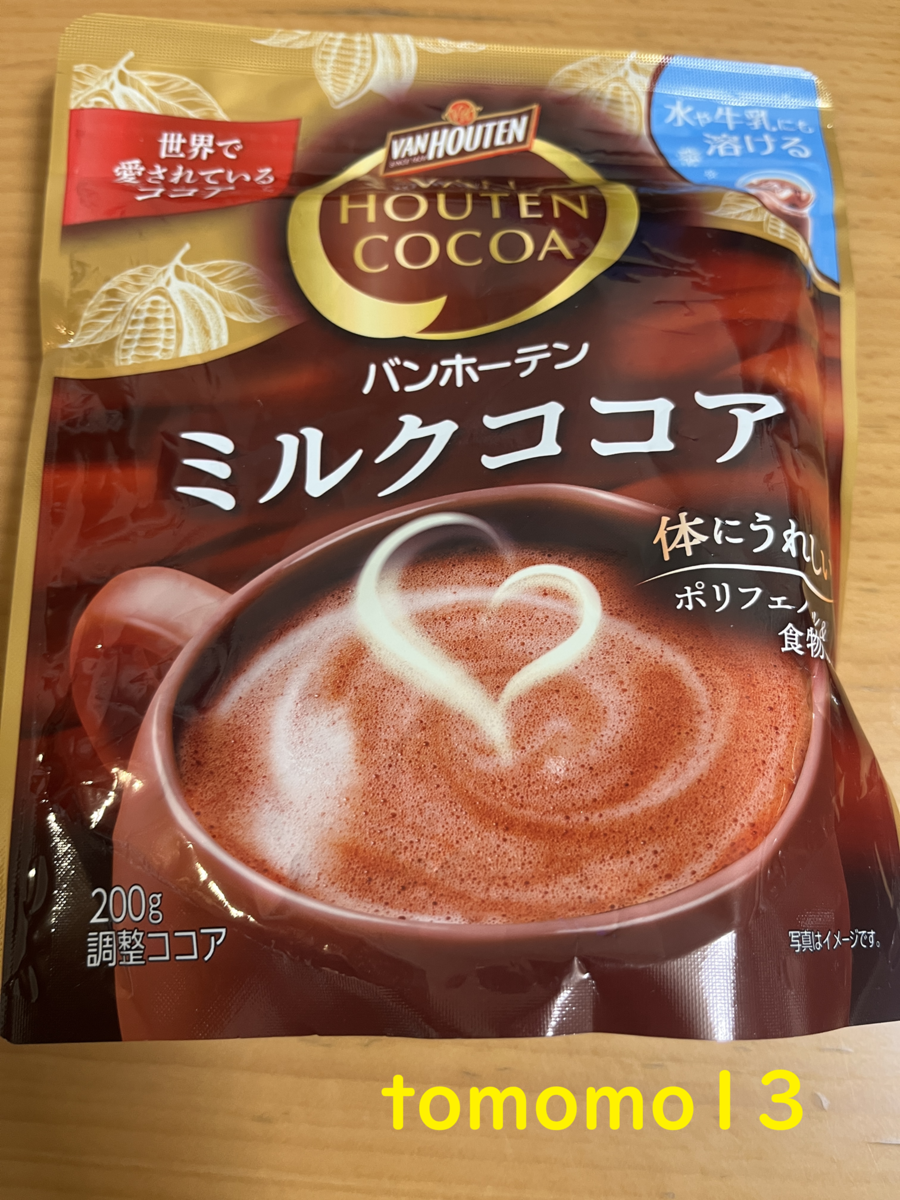 世界で
愛されている
ココア
VAN HOUTEN
水や牛乳にも
溶ける
HOUTEN
COCOA
バンホーテン
ミルクココア
体にうれしい
ポリフェノ
食物
200g
調整ココア
写真はイメージです。
tomomo13